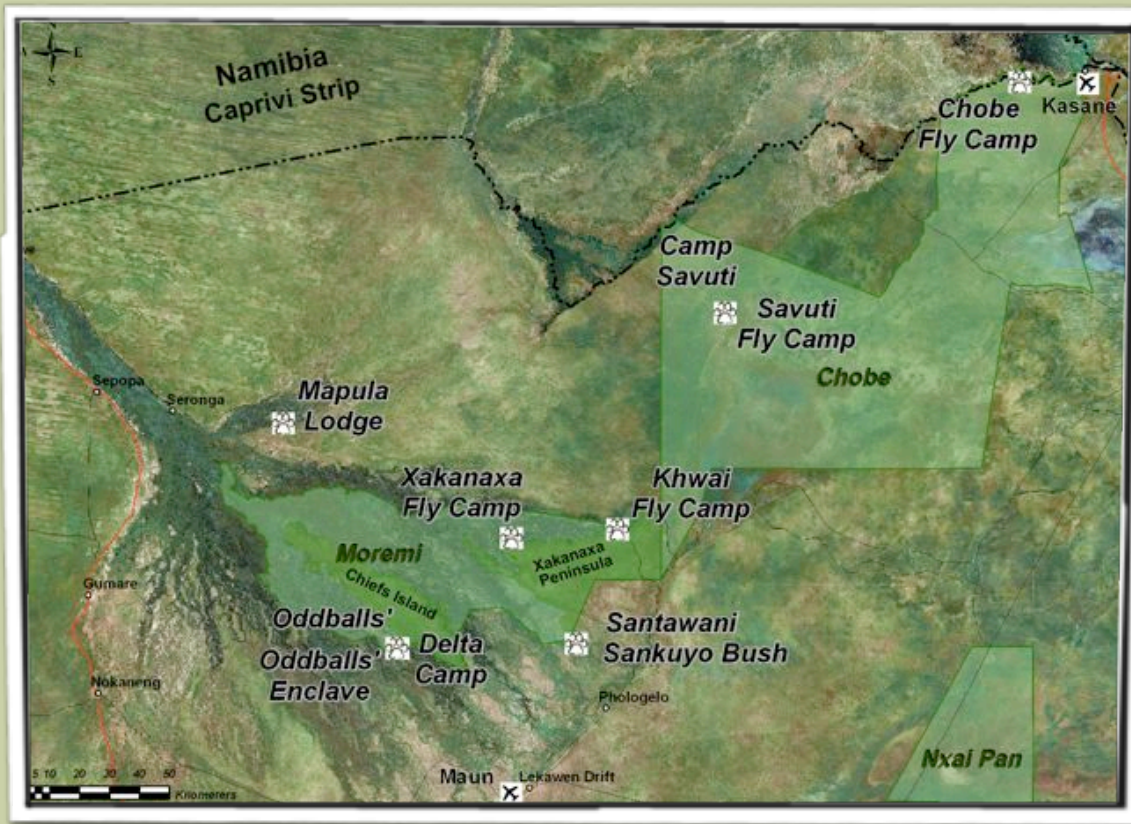 N
E
S
Namibia
Caprivi Strip
Chobe
Fly Camp
Kasane
Camp
Savuti
Savuti
Fly Camp
Chobe
Sepopa
Seronga
Mapula
Lodge
Xakanaxa
Fly Camp
Khwai
Fly Camp
Moremi
Chiefs Island
Xakanaxa
Peninsula
Gumare
Oddballs'
Oddballs'
Enclave
Delta
Camp
Santawani
Sankuyo Bush
Nokaneng
Phologelo
Nxai Pan
Maun
Lekawen Drift
5 10 20 30 40 50
Kilometers